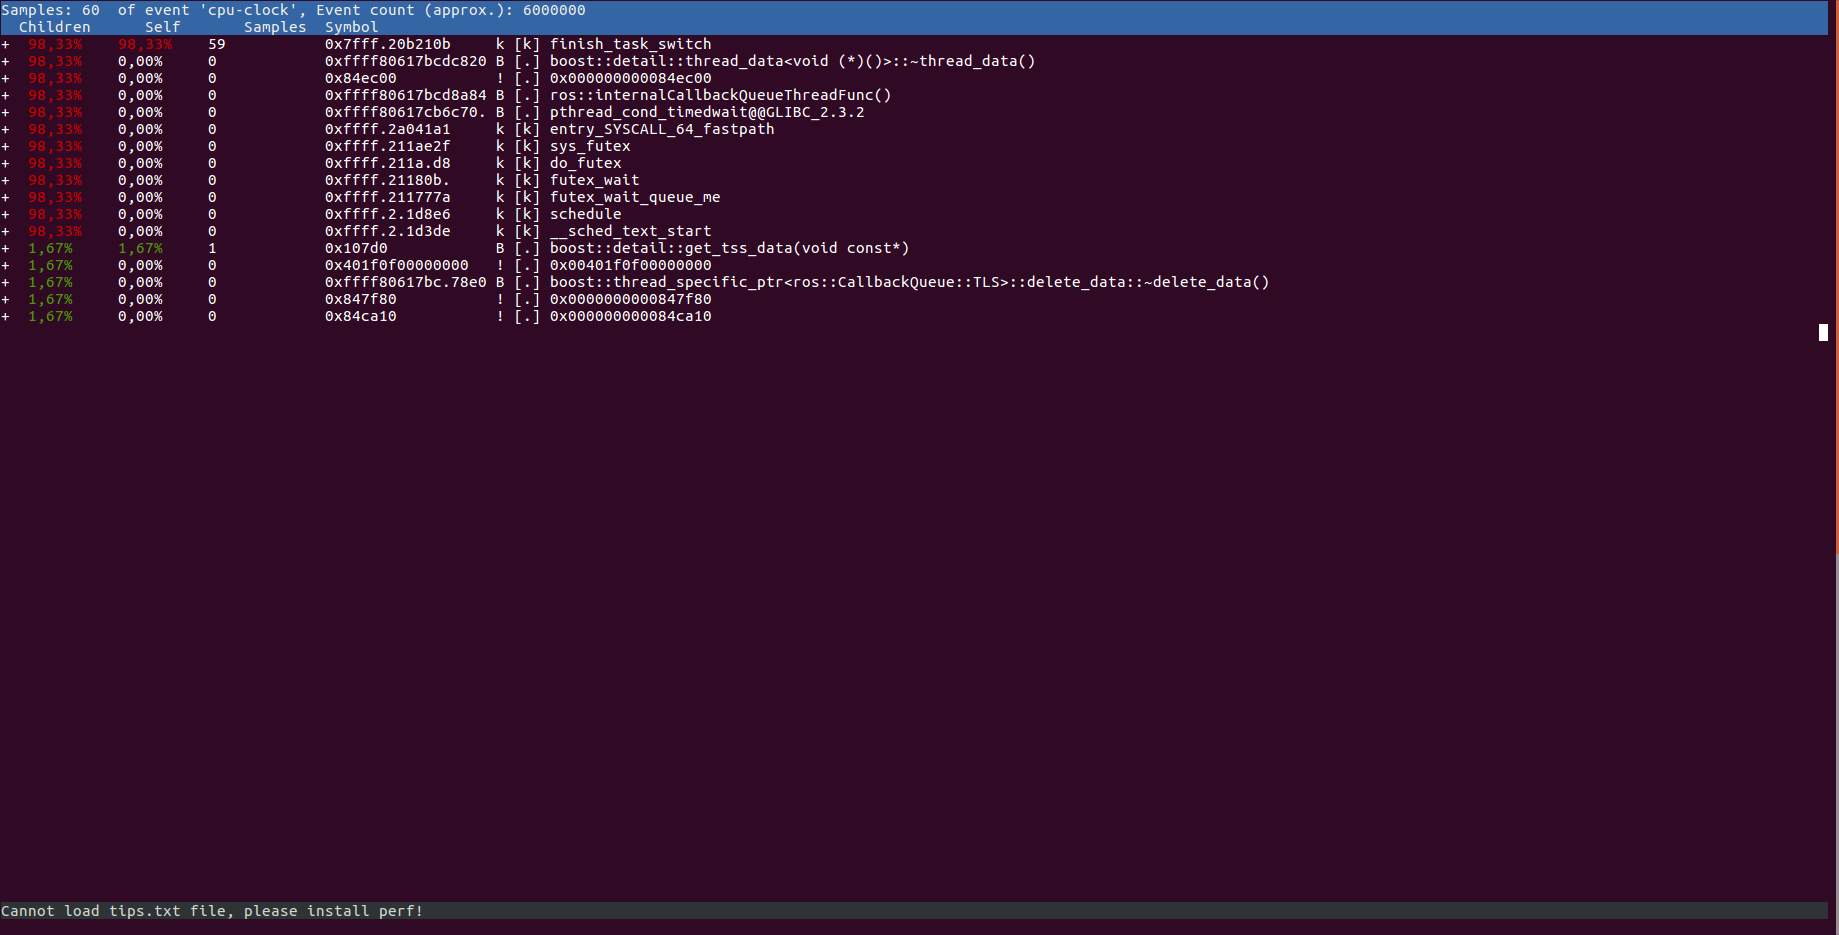 Samples: 60  of event 'cpu-clock', Event count (approx.): 6000000
  Children      Self       Samples  Symbol
+  98,33%    98,33%    59           0x7fff.20b210b     k [k] finish_task_switch
+  98,33%    0,00%     0            0xffff80617bcdc820 B [.] boost::detail::thread_data<void (*)()>::~thread_data()
+  98,33%    0,00%     0            0x84ec00           ! [.] 0x000000000084ec00
+  98,33%    0,00%     0            0xffff80617bcd8a84 B [.] ros::internalCallbackQueueThreadFunc()
+  98,33%    0,00%     0            0xffff80617cb6c70. B [.] pthread_cond_timedwait@@GLIBC_2.3.2
+  98,33%    0,00%     0            0xffff.2a041a1     k [k] entry_SYSCALL_64_fastpath
+  98,33%    0,00%     0            0xffff.211ae2f     k [k] sys_futex
+  98,33%    0,00%     0            0xffff.211a.d8     k [k] do_futex
+  98,33%    0,00%     0            0xffff.21180b.     k [k] futex_wait
+  98,33%    0,00%     0            0xffff.211777a     k [k] futex_wait_queue_me
+  98,33%    0,00%     0            0xffff.2.1d8e6     k [k] schedule
+  98,33%    0,00%     0            0xffff.2.1d3de     k [k] __sched_text_start
+  1,67%     1,67%     1            0x107d0            B [.] boost::detail::get_tss_data(void const*)
+  1,67%     0,00%     0            0x401f0f00000000   ! [.] 0x00401f0f00000000
+  1,67%     0,00%     0            0xffff80617bc.78e0 B [.] boost::thread_specific_ptr<ros::CallbackQueue::TLS>::delete_data::~delete_data()
+  1,67%     0,00%     0            0x847f80           ! [.] 0x0000000000847f80
+  1,67%     0,00%     0            0x84ca10           ! [.] 0x000000000084ca10
Cannot load tips.txt file, please install perf!